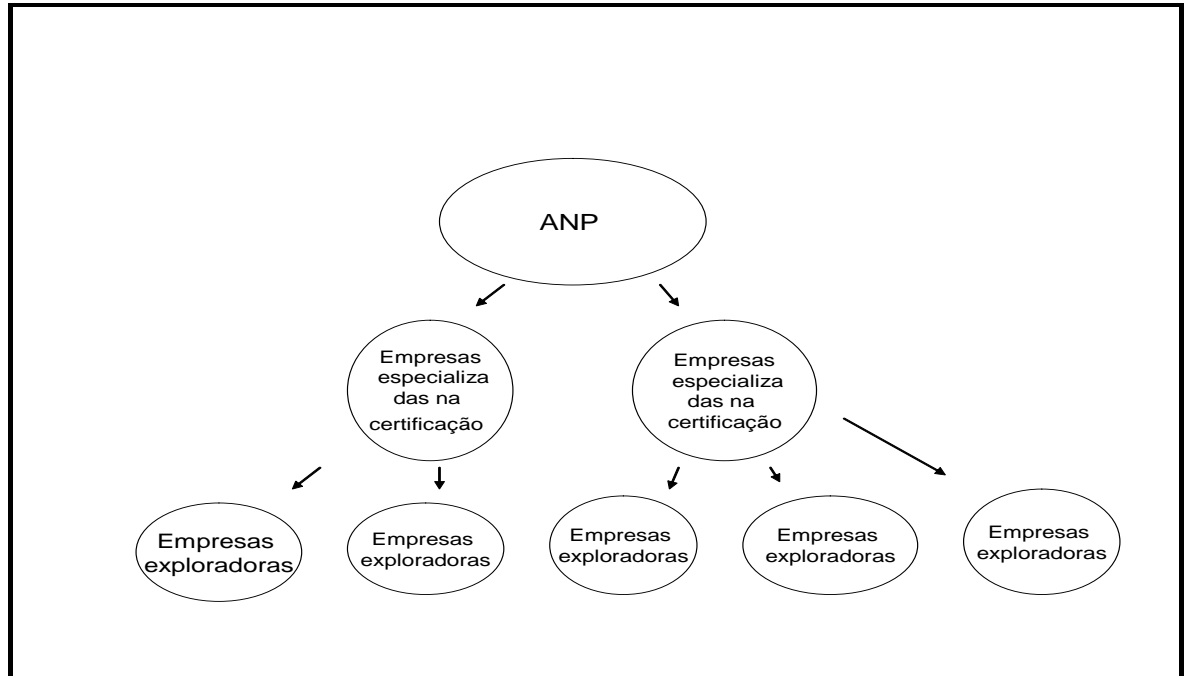 ANP
Empresas
especializa
das na
certificação
Empresas
especializa
das na
certificação
Empresas
exploradoras
Empresas
exploradoras
Empresas
exploradoras
Empresas
exploradoras
Empresas
exploradoras